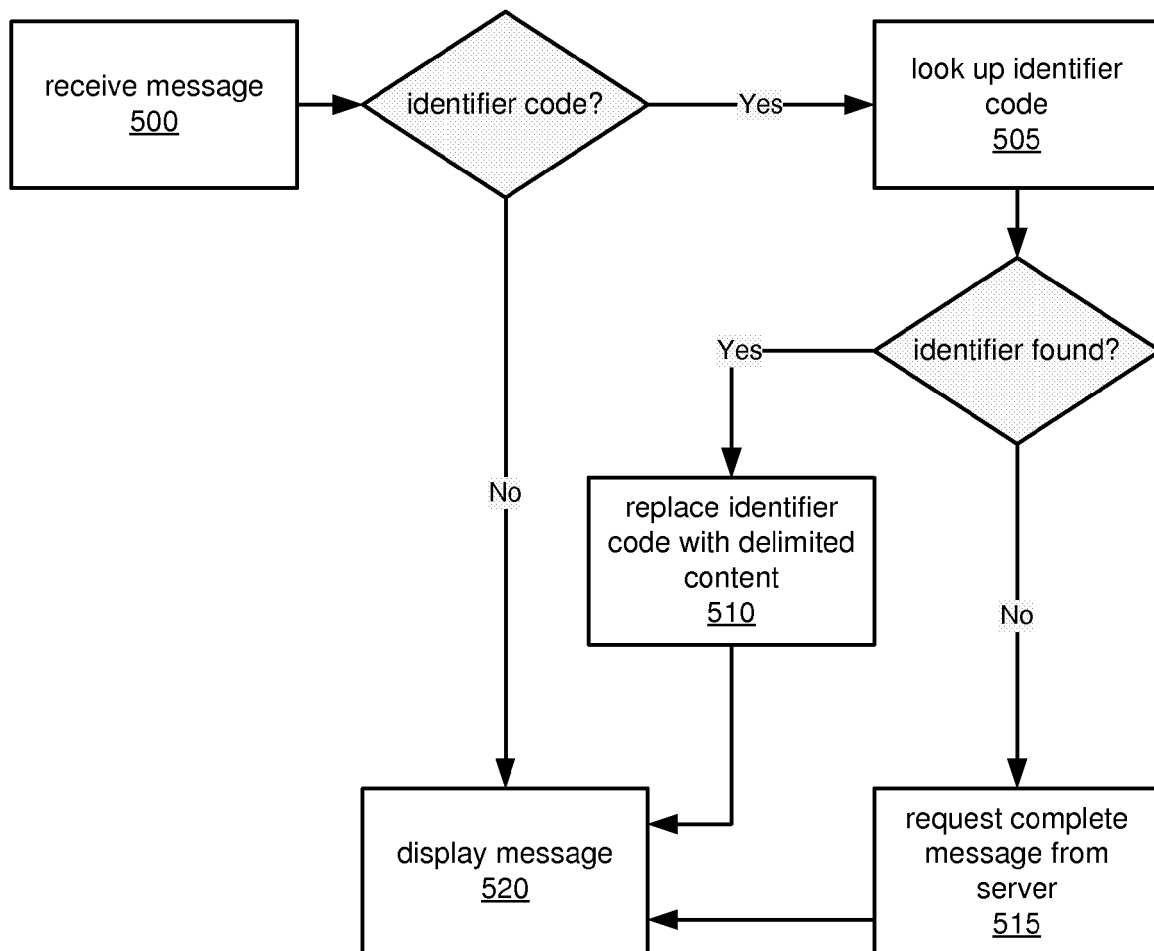 receive message
500
identifier code?
Yes
look up identifier
code
505
identifier found?
Yes
No
replace identifier
code with delimited
content
510
No
display message
520
request complete
message from
server
515